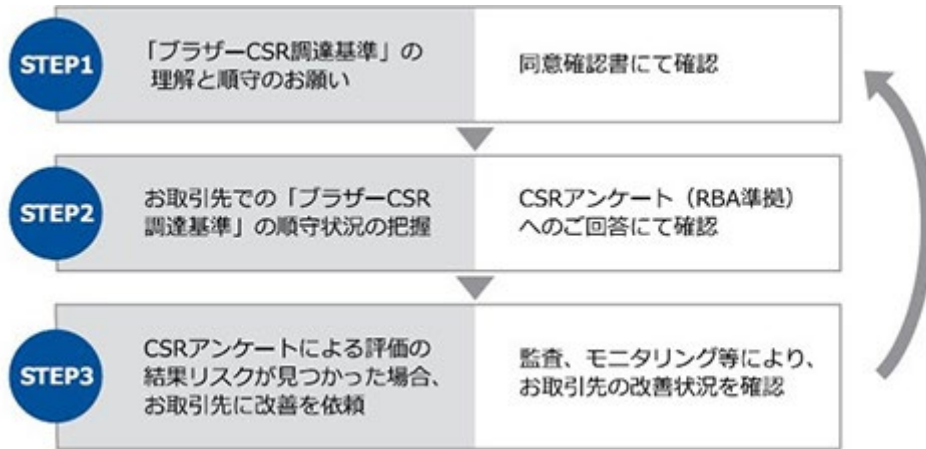 STEP1
「ブラザーCSR調達基準」の
理解と順守のお願い
同意確認書にて確認
STEP2
お取引先での「ブラザーCSR
調達基準」の順守状況の把握
CSRアンケート（RBA準拠）
へのご回答にて確認
STEP3
CSRアンケートによる評価の
結果リスクが見つかった場合、
お取引先に改善を依頼
監査、モニタリング等により、
お取引先の改善状況を確認